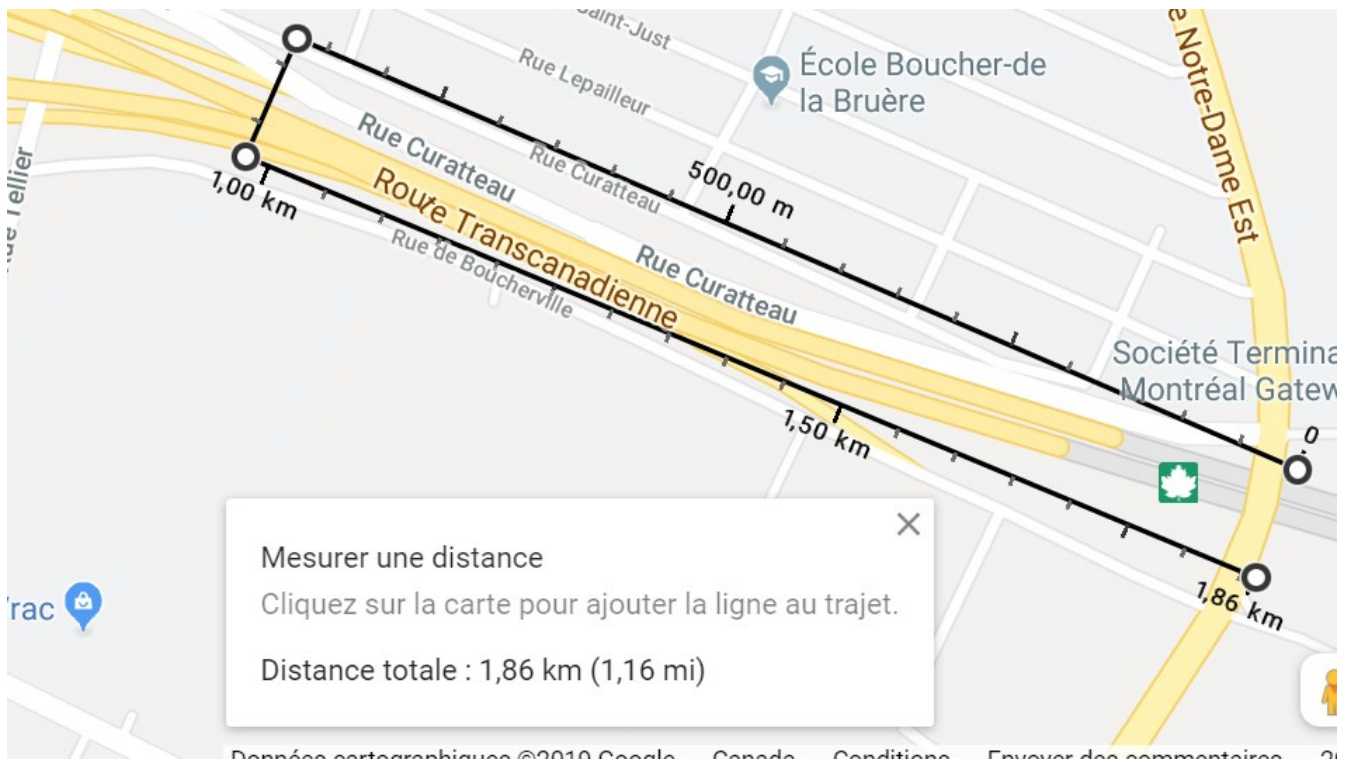 Saint-Just
Rue Lepailleur
École Boucher-de
la Bruère
e Notre-Dame Est
Rue Curatteau
Rue Curatteau
500,00 m
Tellier
1,00 km
Route Transcanadienne
Rue de Boucherville
Rue Curatteau
Société Termina
Montréal Gatew
0
1,50 km
1,86 km
Mesurer une distance
Cliquez sur la carte pour ajouter la ligne au trajet.
Distance totale : 1,86 km (1,16 mi)
rac
Données cartographiques ©2019 Google Canada Conditions Envoyer des commentaires